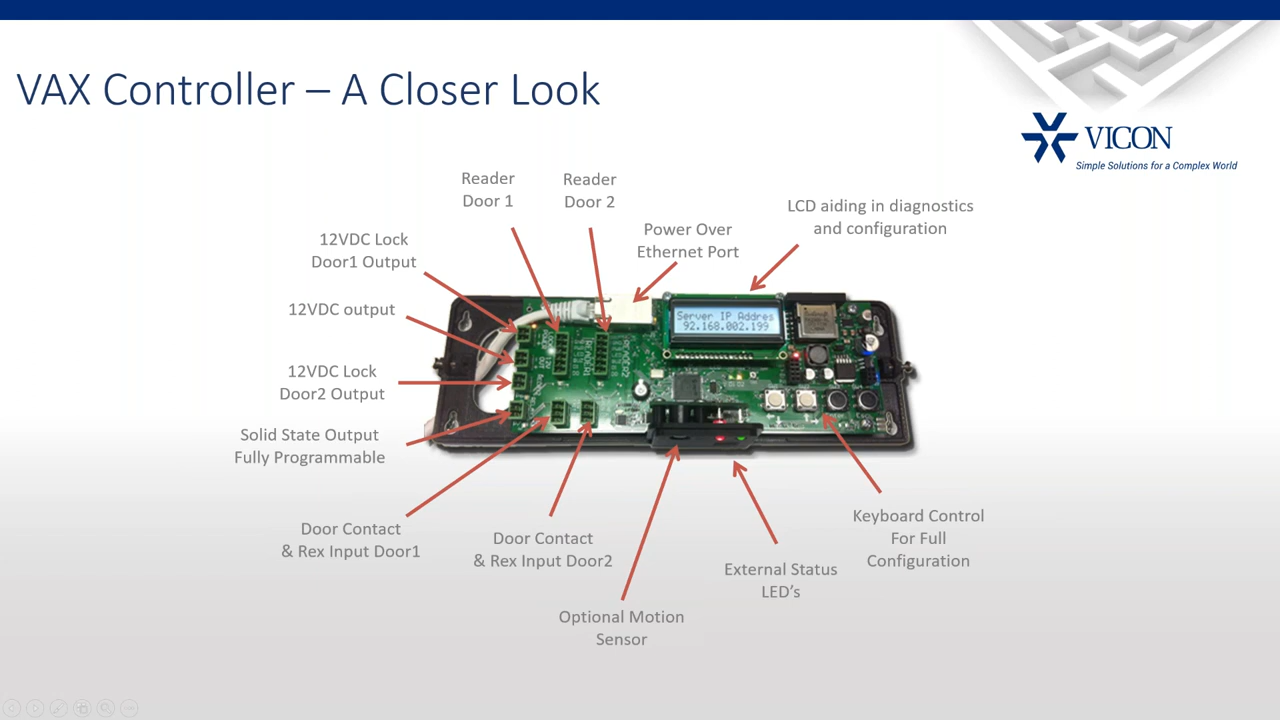 VAX Controller – A Closer Look
VICON
Simple Solutions for a Complex World
Reader
Door 1
Reader
Door 2
Power Over
Ethernet Port
LCD aiding in diagnostics
and configuration
12VDC Lock
Door1 Output
12VDC output
12VDC Lock
Door2 Output
Solid State Output
Fully Programmable
Server IP Addres
92.168.002.199
READER1
READER2
Door Contact
& Rex Input Door1
Door Contact
& Rex Input Door2
Optional Motion
Sensor
External Status
LED's
Keyboard Control
For Full
Configuration